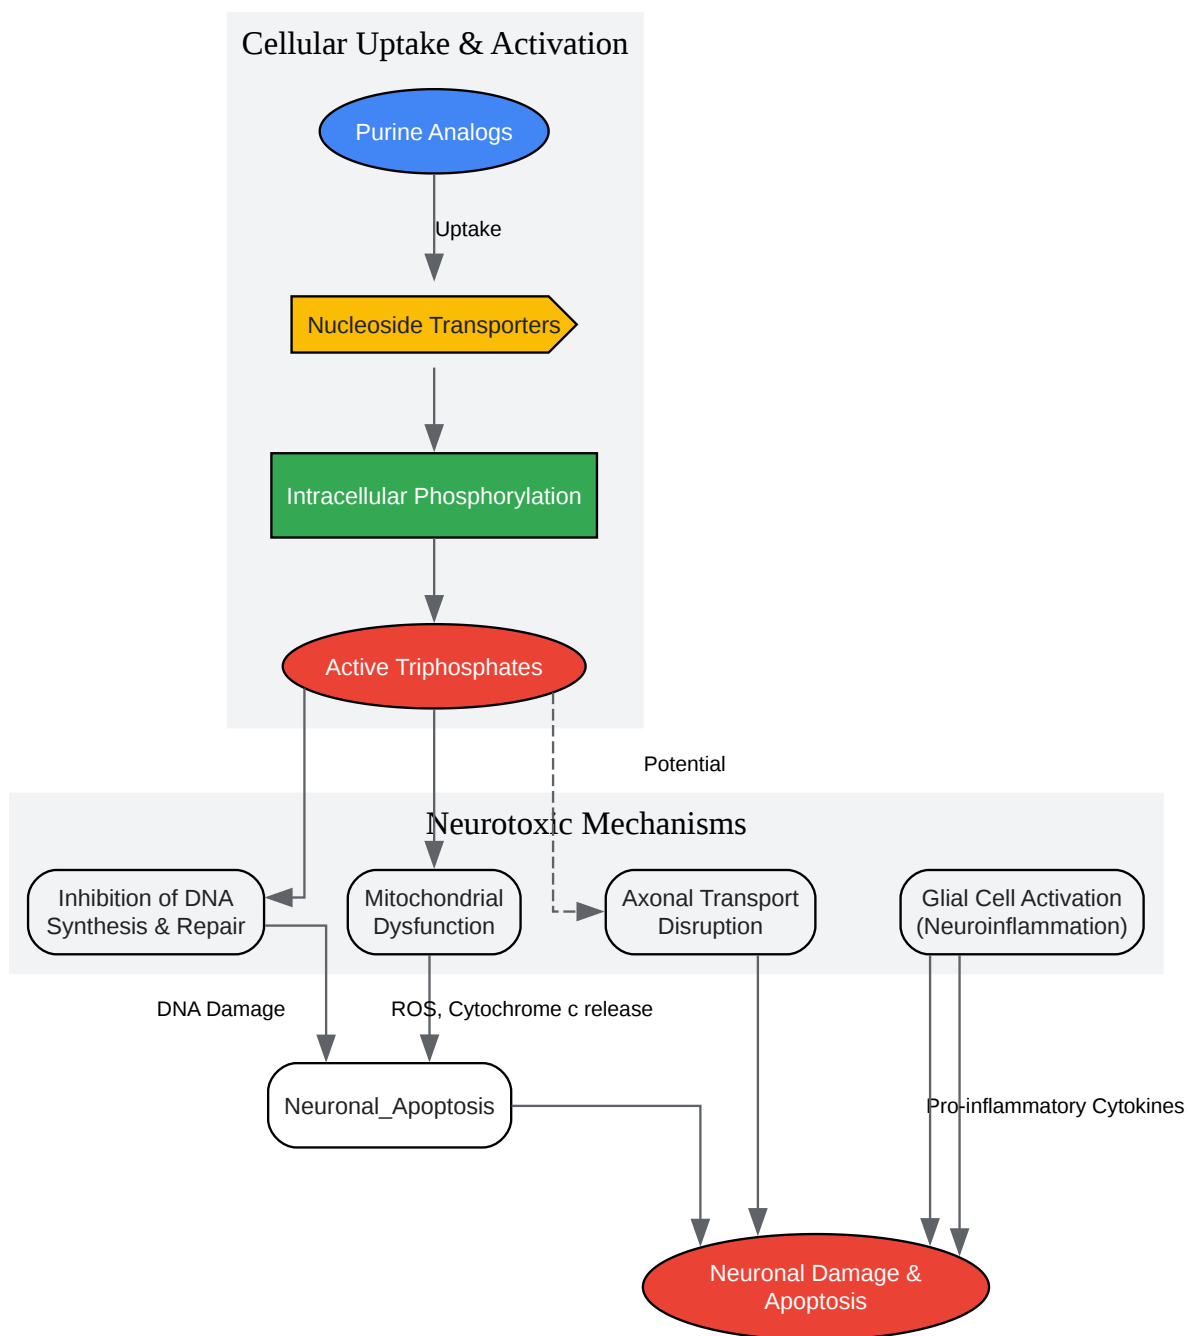 Cellular Uptake & Activation
Purine Analogs
Uptake
Nucleoside Transporters
Intracellular Phosphorylation
Active Triphosphates
Potential
Neurotoxic Mechanisms
Inhibition of DNA
Synthesis & Repair
Mitochondrial
Dysfunction
Axonal Transport
Disruption
Glial Cell Activation
(Neuroinflammation)
DNA Damage
ROS, Cytochrome c release
Neuronal_Apoptosis
Pro-inflammatory Cytokines
Neuronal Damage &
Apoptosis